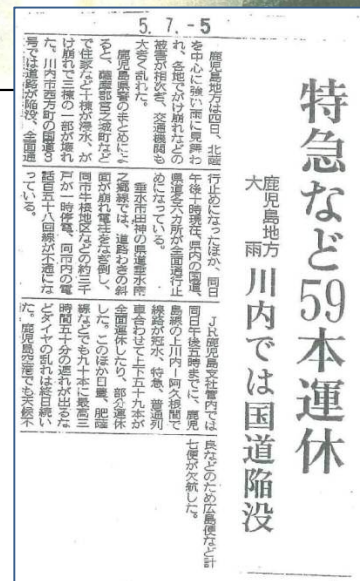 5.7.-5
特急など59本運休
鹿児島地方
大雨
川内では国道陥没
鹿児島地方は四日、北薩
を中心に強い雨に見舞わ
れ、各地でがけ崩れなどの
被害が相次ぎ、交通機関も
大きく乱れた。
鹿児島県警のまとめによ
ると、薩摩郡宮之城町など
で住家など十棟が浸水、が
け崩れで三棟の一部が壊れ
た。川内市西方町の国道3
号では道路が陥没、全面通
行止めになったほか、同日
午後十時現在、県内の国道、
県道各六カ所が全面通行止
めになっている。
垂水市田神の県道垂水南
之郷線では、道路わきの斜
面が崩れ電柱をなぎ倒し、
同市牛根地区などの約三千
戸が一時停電、同市内の電
話百五十八回線が不通にな
っている。
JR鹿児島支社管内では
同日午後五時までに、鹿児
島線の上川内ー阿久根間で
線路が冠水、特急、普通列
車合わせて上下五十九本が
全面運休したり、部分運休
した。このほか日豊、肥薩
線などでも九十本に最高三
時間五十分の遅れが出るな
どダイヤの乱れは終日続い
た。鹿児島空港でも天候不
良などのため広島便など計
七便が欠航した。